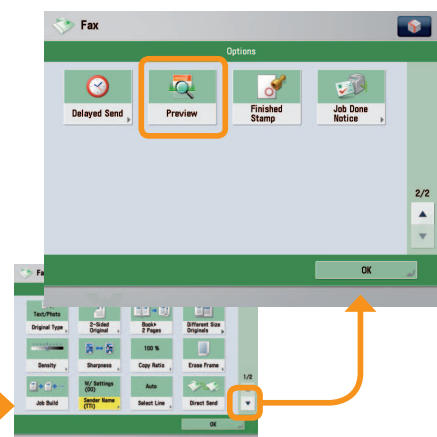 Fax
Options
Delayed Send
Preview
Finished
Stamp
Job Done
Notice
2/2
OK
Fa
Text/Photo
Original Type
2-Sided
Original
Book▸
2 Pages
Different Size
Originals
100 %
Density
Sharpness
Copy Ratio
Erase Frame
1/2
W/ Settings
(00)
Auto
Job Build
Sender Name
(TTI)
Select Line
Direct Send
OK